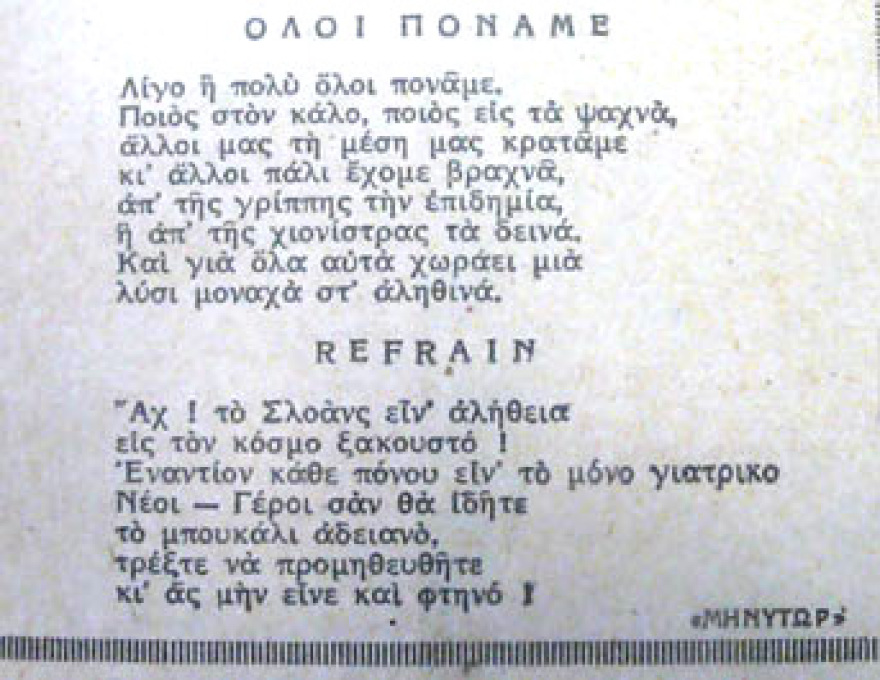 ΟΛΟΙ ΠΟΝΑΜΕ
Λίγο ἢ πολὺ ὅλοι πονᾶμε.
Ποιὸς στὸν κάλο, ποιὸς εἰς τὰ ψαχνὰ,
ἄλλοι μας τὴ μέση μας κρατᾶμε
κι' ἄλλοι πάλι ἔχομε βραχνᾶ,
ἀπ' τῆς γρίππης τὴν ἐπιδημία,
ἢ ἀπ' τῆς χιονίστρας τὰ δεινά.
Καὶ γιὰ ὅλα αὐτὰ χωράει μιὰ
λύσι μοναχὰ στ' ἀληθινά.
REFRAIN
Ἄχ ! τὸ Σλοὰνς εἶν' ἀλήθεια
εἰς τὸν κόσμο ξακουστό !
Ἐναντίον κάθε πόνου εἶν' τὸ μόνο γιατρικο
Νέοι — Γέροι σὰν θὰ ἰδῆτε
τὸ μπουκάλι ἀδειανὸ,
τρέξτε νὰ προμηθευθῆτε
κι' ἂς μὴν εἶνε καὶ φτηνό !
«ΜΗΝΥΤΩΡ»